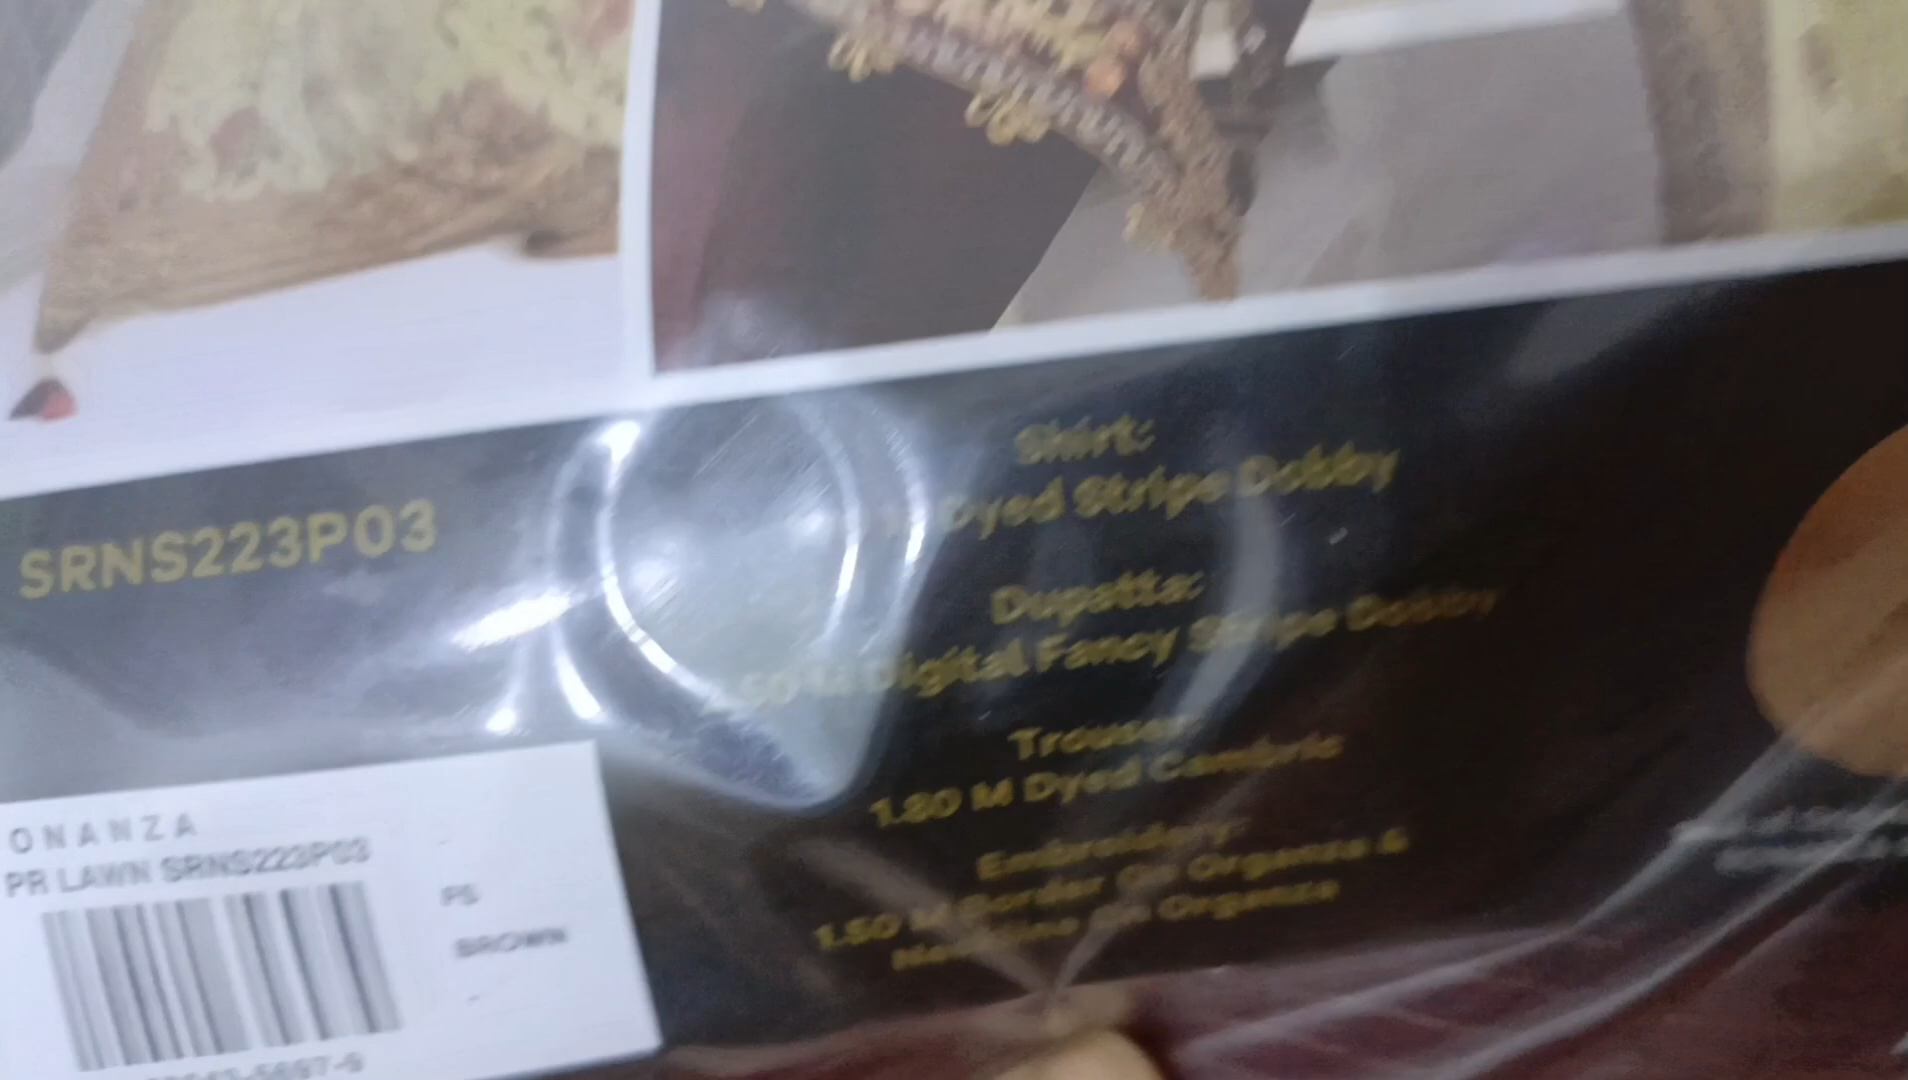 SRNS223P03
Shirt:
Dyed Stripe Dobby
Dupatta:
Digital Fancy Stripe Dobby
Trouser
1.80 M Dyed Cambric
Embroidery:
1.50 M Border On Organza &
On Organza
ONANZA
PR LAWN SRNS223P03
PS
BROWN